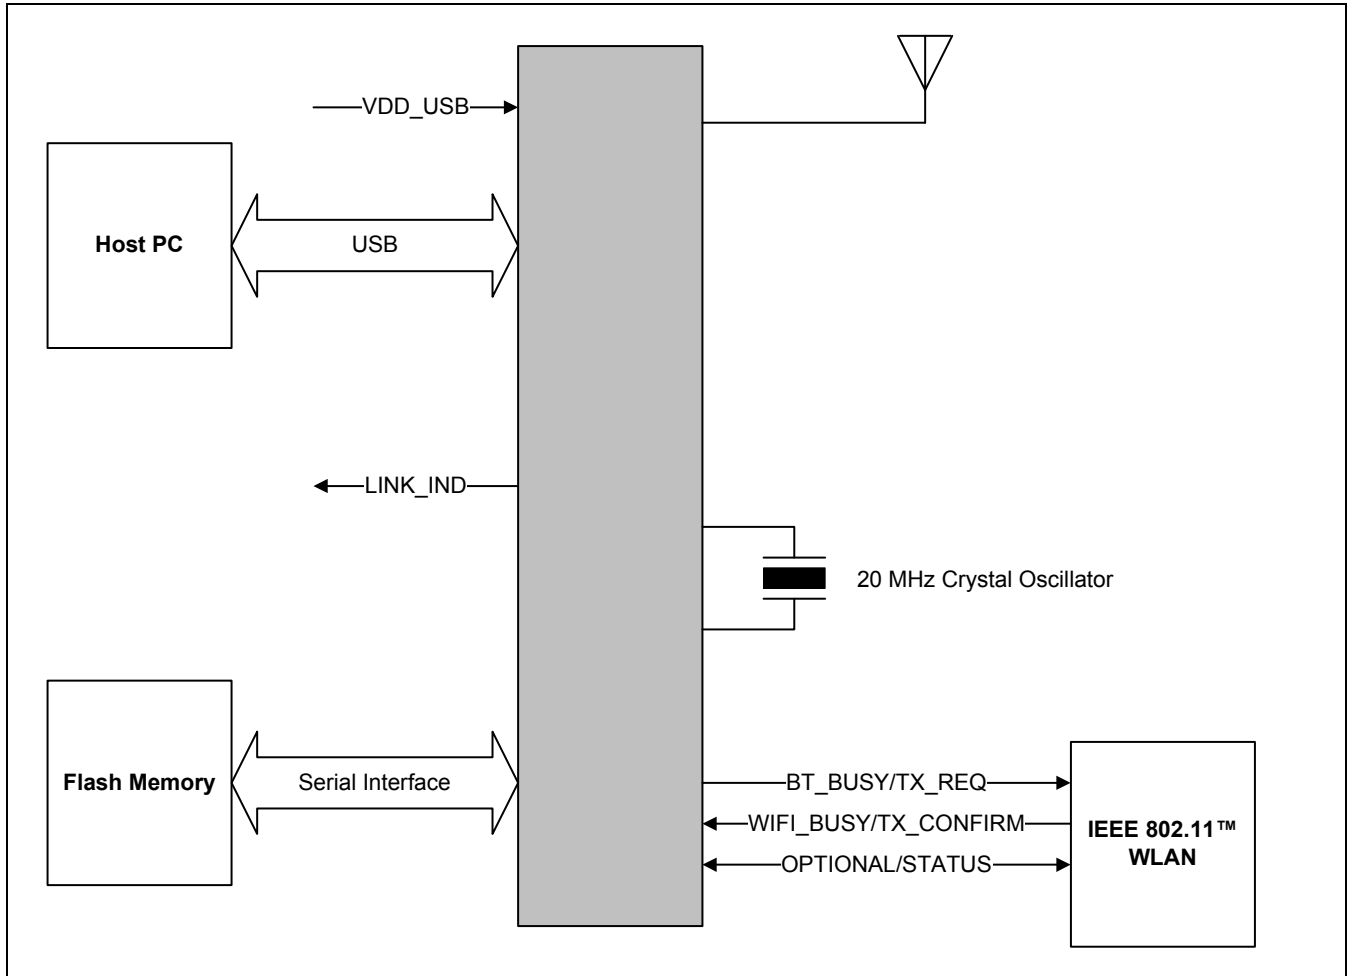 VDD_USB
Host PC
USB
LINK_IND
20 MHz Crystal Oscillator
Flash Memory
Serial Interface
BT_BUSY/TX_REQ
WIFI_BUSY/TX_CONFIRM
OPTIONAL/STATUS
IEEE 802.11™
WLAN